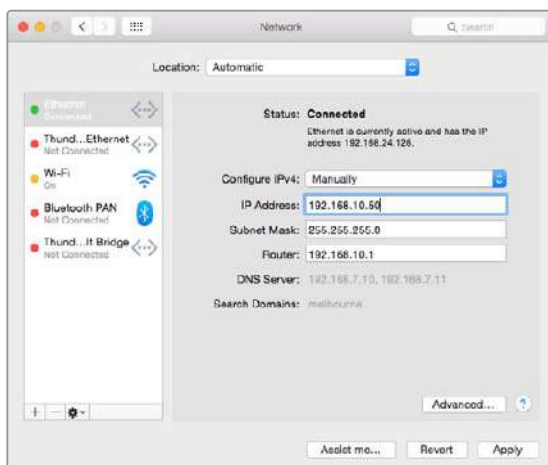 Network
Search
Location: Automatic
Ethernet
Connected
Thund...Ethernet
Not Connected
Wi-Fi
On
Bluetooth PAN
Not Connected
Thund...lt Bridge
Not Connected
Status: Connected
Ethernet is currently active and has the IP
address 192.168.24.126.
Configure IPv4: Manually
IP Address: 192.168.10.50
Subnet Mask: 255.255.255.0
Router: 192.168.10.1
DNS Server: 192.168.7.10, 192.168.7.11
Search Domains: melbourne
Advanced... ?
Assist me... Revert Apply